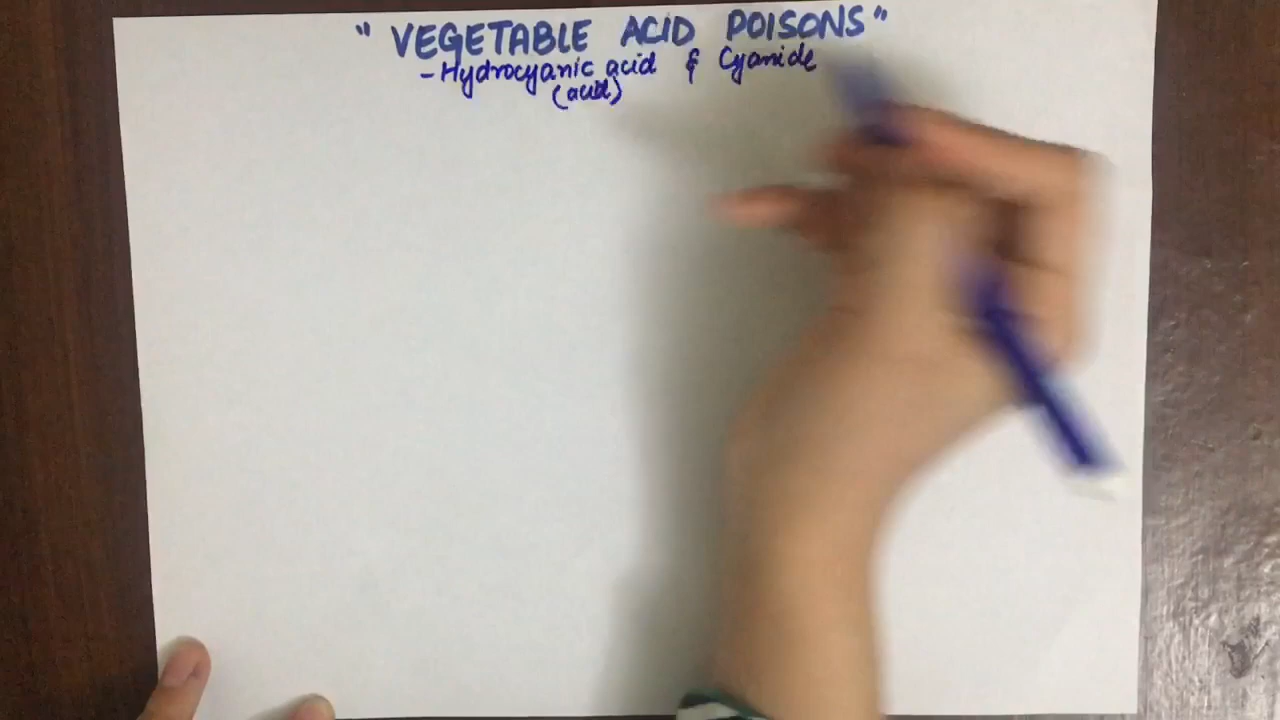 " VEGETABLE ACID POISONS "
- Hydrocyanic acid & Cyanide
(acid)